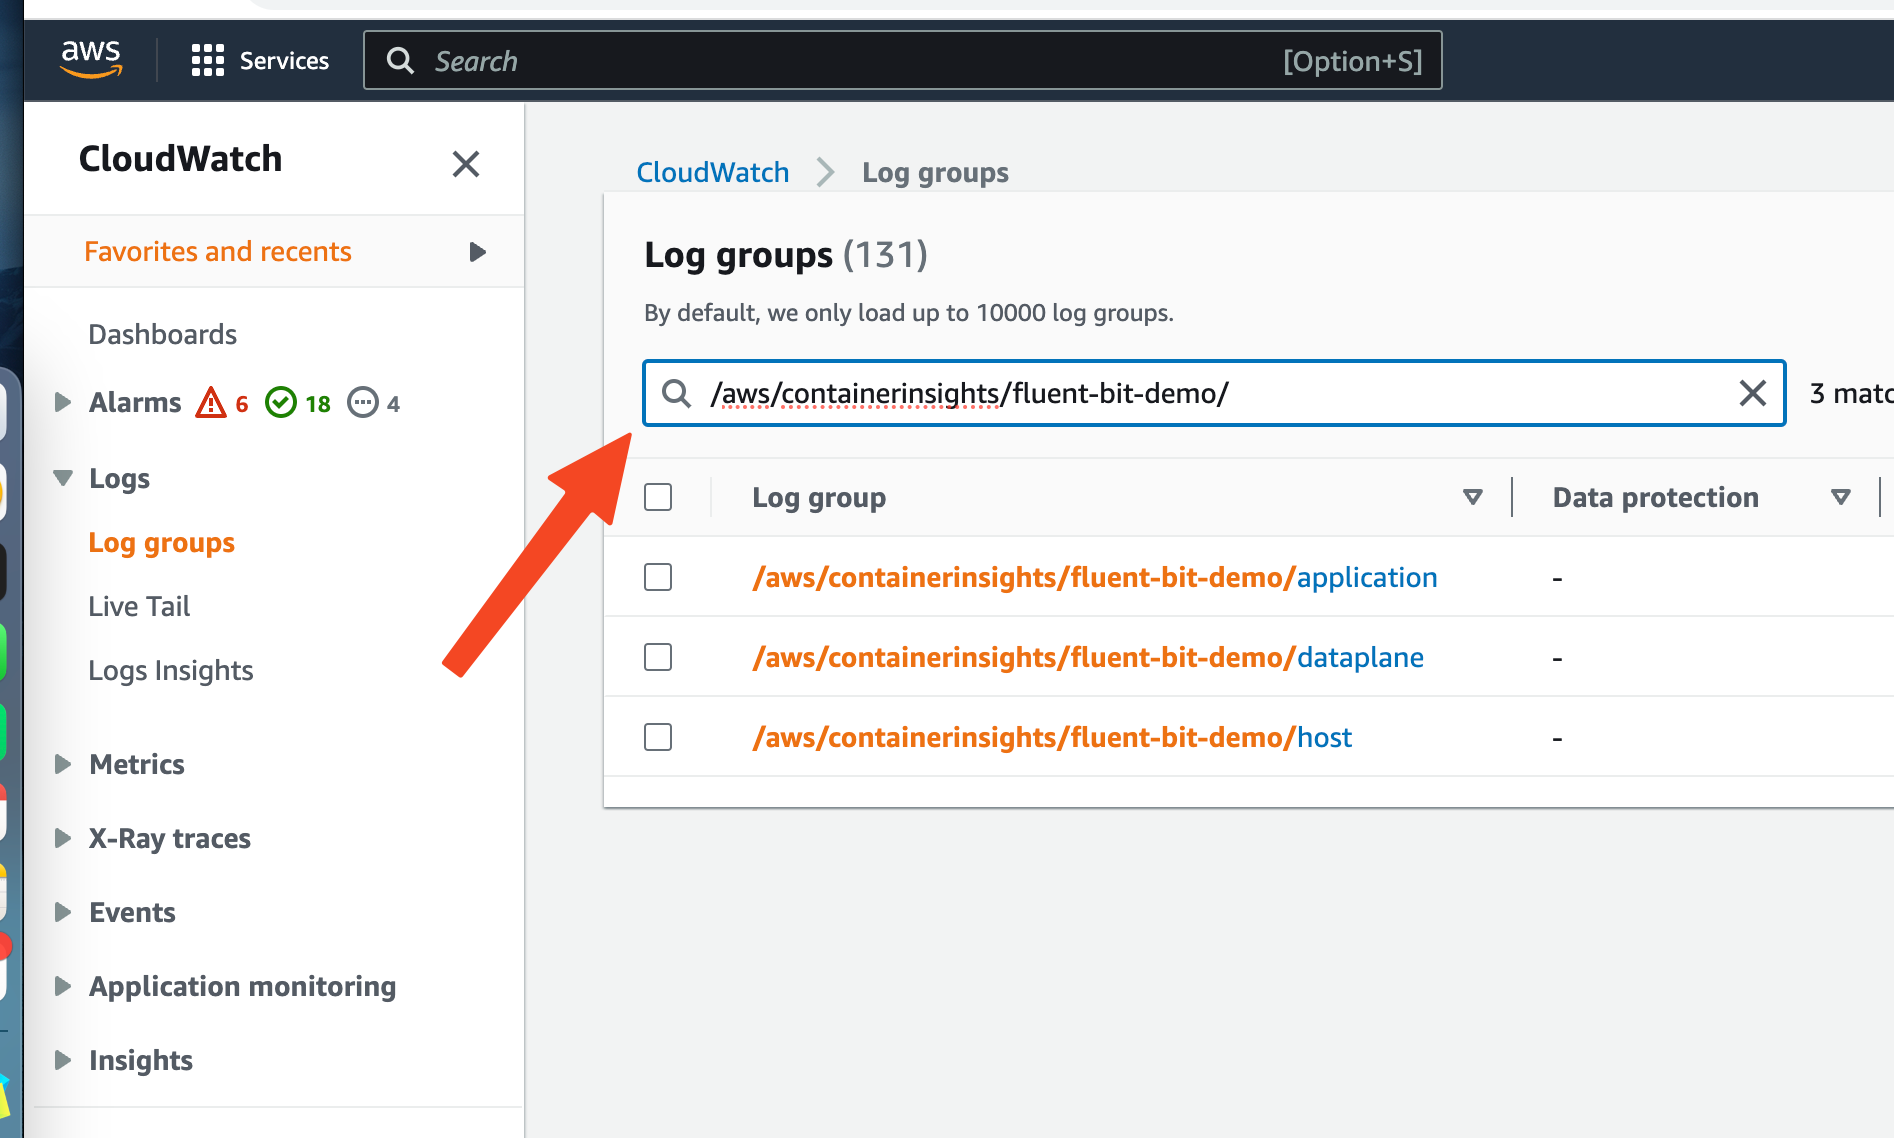 aws
Services
Search
[Option+S]
CloudWatch
Favorites and recents
Dashboards
Alarms 6 18 4
Logs
Log groups
Live Tail
Logs Insights
Metrics
X-Ray traces
Events
Application monitoring
Insights
CloudWatch > Log groups
Log groups (131)
By default, we only load up to 10000 log groups.
/aws/containerinsights/fluent-bit-demo/
3 matc
Log group
Data protection
/aws/containerinsights/fluent-bit-demo/application -
/aws/containerinsights/fluent-bit-demo/dataplane -
/aws/containerinsights/fluent-bit-demo/host -